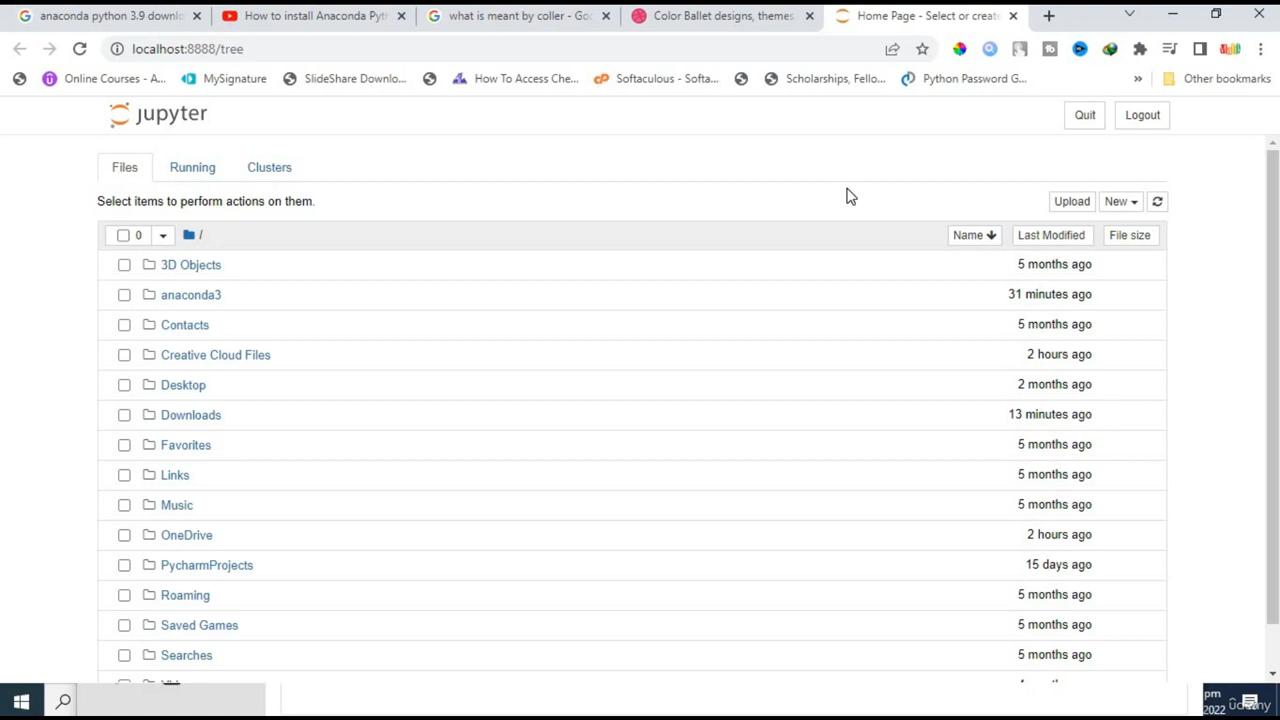 anaconda python 3.9 downlo
How to install Anaconda Pyt
what is meant by coller - Goo
Color Ballet designs, themes
Home Page - Select or create
localhost:8888/tree
Online Courses - A...
MySignature
SlideShare Downlo...
How To Access Che...
Softaculous - Softa...
Scholarships, Fello...
Python Password G...
»
Other bookmarks
jupyter
Quit
Logout
Files
Running
Clusters
Select items to perform actions on them.
Upload
New
0
/
Name
Last Modified
File size
3D Objects
5 months ago
anaconda3
31 minutes ago
Contacts
5 months ago
Creative Cloud Files
2 hours ago
Desktop
2 months ago
Downloads
13 minutes ago
Favorites
5 months ago
Links
5 months ago
Music
5 months ago
OneDrive
2 hours ago
PycharmProjects
15 days ago
Roaming
5 months ago
Saved Games
5 months ago
Searches
5 months ago
pm
2022
udemy